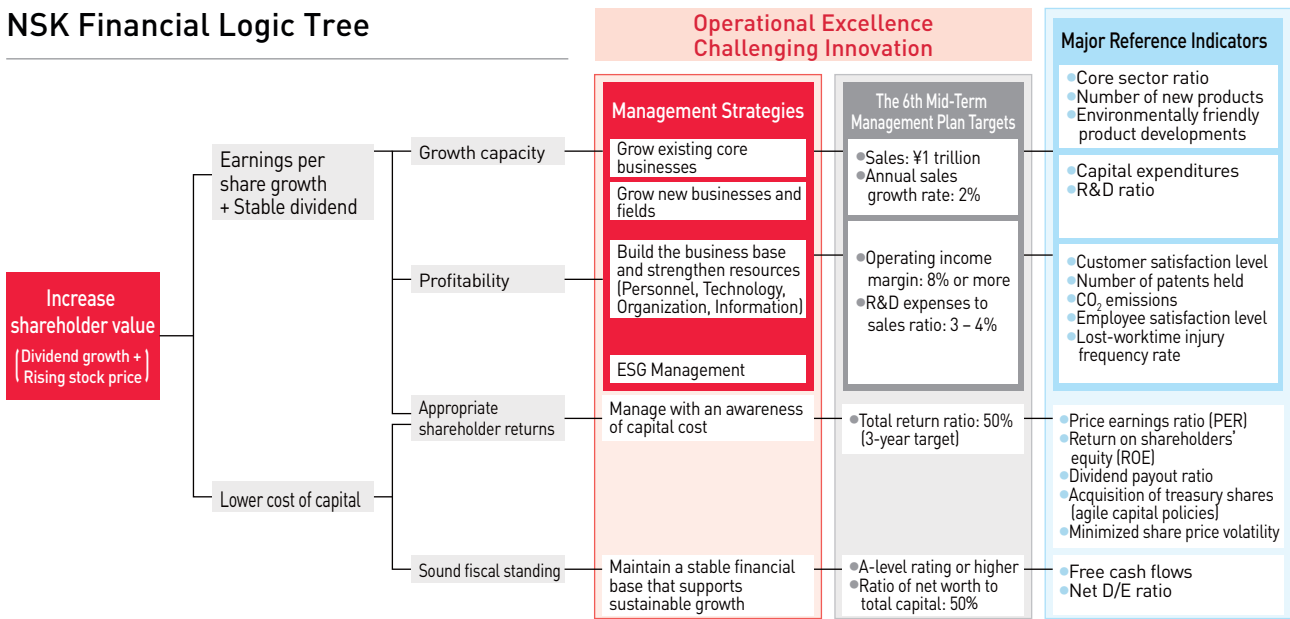 NSK Financial Logic Tree
Operational Excellence
Challenging Innovation
Increase
shareholder value
(Dividend growth +
Rising stock price)
Earnings per
share growth
+ Stable dividend
Lower cost of capital
Growth capacity
Profitability
Appropriate
shareholder returns
Sound fiscal standing
Management Strategies
Grow existing core
businesses
Grow new businesses and
fields
Build the business base
and strengthen resources
(Personnel, Technology,
Organization, Information)
ESG Management
Manage with an awareness
of capital cost
Maintain a stable financial
base that supports
sustainable growth
The 6th Mid-Term
Management Plan Targets
●Sales: ¥1 trillion
●Annual sales
growth rate: 2%
●Operating income
margin: 8% or more
●R&D expenses to
sales ratio: 3 – 4%
●Total return ratio: 50%
(3-year target)
●A-level rating or higher
●Ratio of net worth to
total capital: 50%
Major Reference Indicators
●Core sector ratio
●Number of new products
●Environmentally friendly
product developments
●Capital expenditures
●R&D ratio
●Customer satisfaction level
●Number of patents held
●CO₂ emissions
●Employee satisfaction level
●Lost-worktime injury
frequency rate
●Price earnings ratio (PER)
●Return on shareholders'
equity (ROE)
●Dividend payout ratio
●Acquisition of treasury shares
(agile capital policies)
●Minimized share price volatility
●Free cash flows
●Net D/E ratio